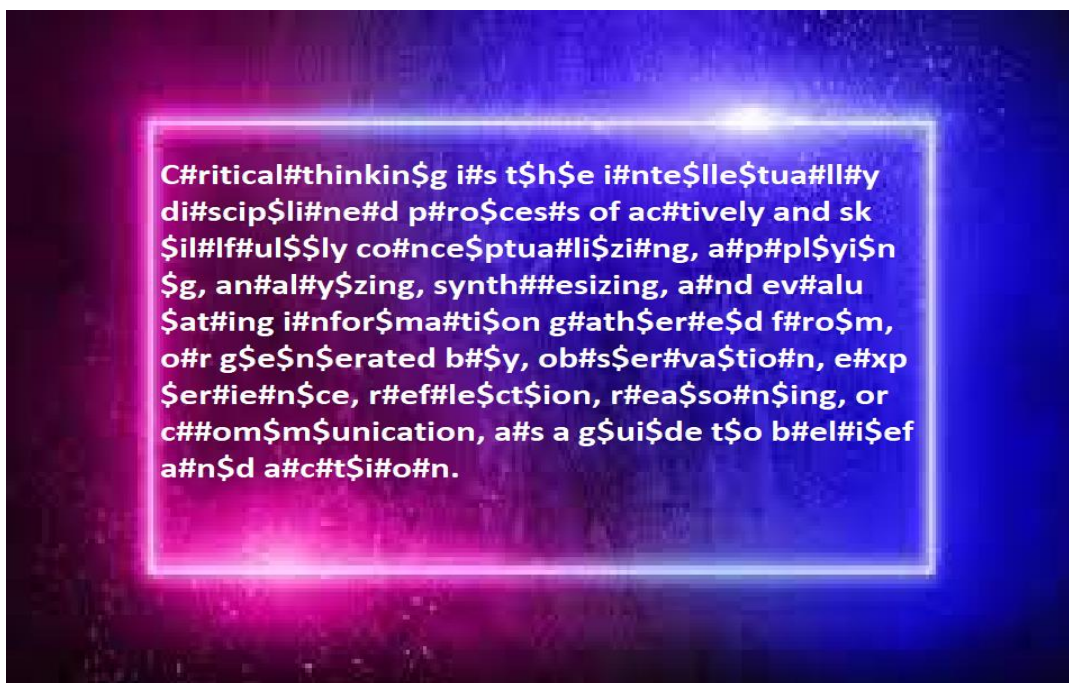 C#ritical#thinkin$g i#s t$h$e i#nte$lle$tua#ll#y
di#scip$li#ne#d p#ro$ces#s of ac#tively and sk
$il#lf#ul$$ly co#nce$ptua#li$zi#ng, a#p#pl$yi$n
$g, an#al#y$zing, synth##esizing, a#nd ev#alu
$at#ing i#nfor$ma#ti$on g#ath$er#e$d f#ro$m,
o#r g$e$n$erated b#$y, ob#s$er#va$tio#n, e#xp
$er#ie#n$ce, r#ef#le$ct$ion, r#ea$so#n$ing, or
c##om$m$unication, a#s a g$ui$de t$o b#el#i$ef
a#n$d a#c#t$i#o#n.